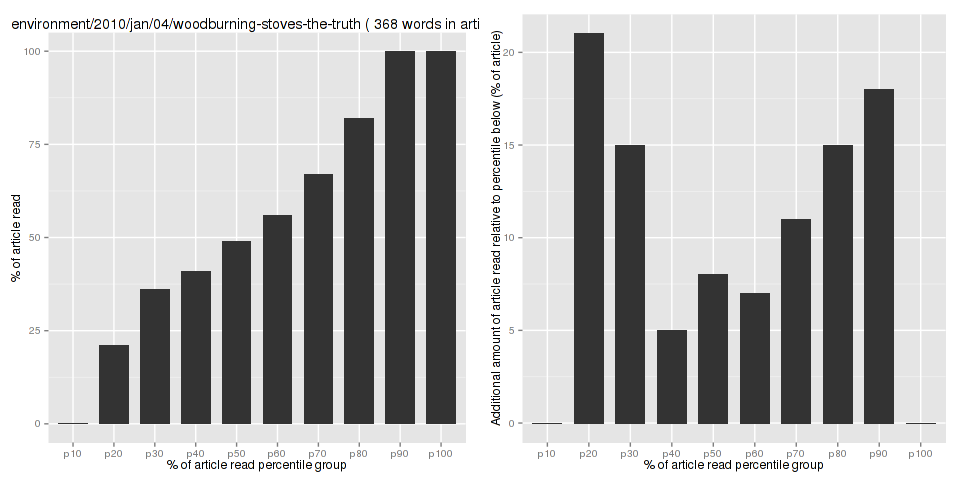 environment/2010/jan/04/woodburning-stoves-the-truth ( 368 words in arti
% of article read
100
75
50
25
0
p10 p20 p30 p40 p50 p60 p70 p80 p90 p100
% of article read percentile group
Additional amount of article read relative to percentile below (% of article)
20
15
10
5
0
p10 p20 p30 p40 p50 p60 p70 p80 p90 p100
% of article read percentile group